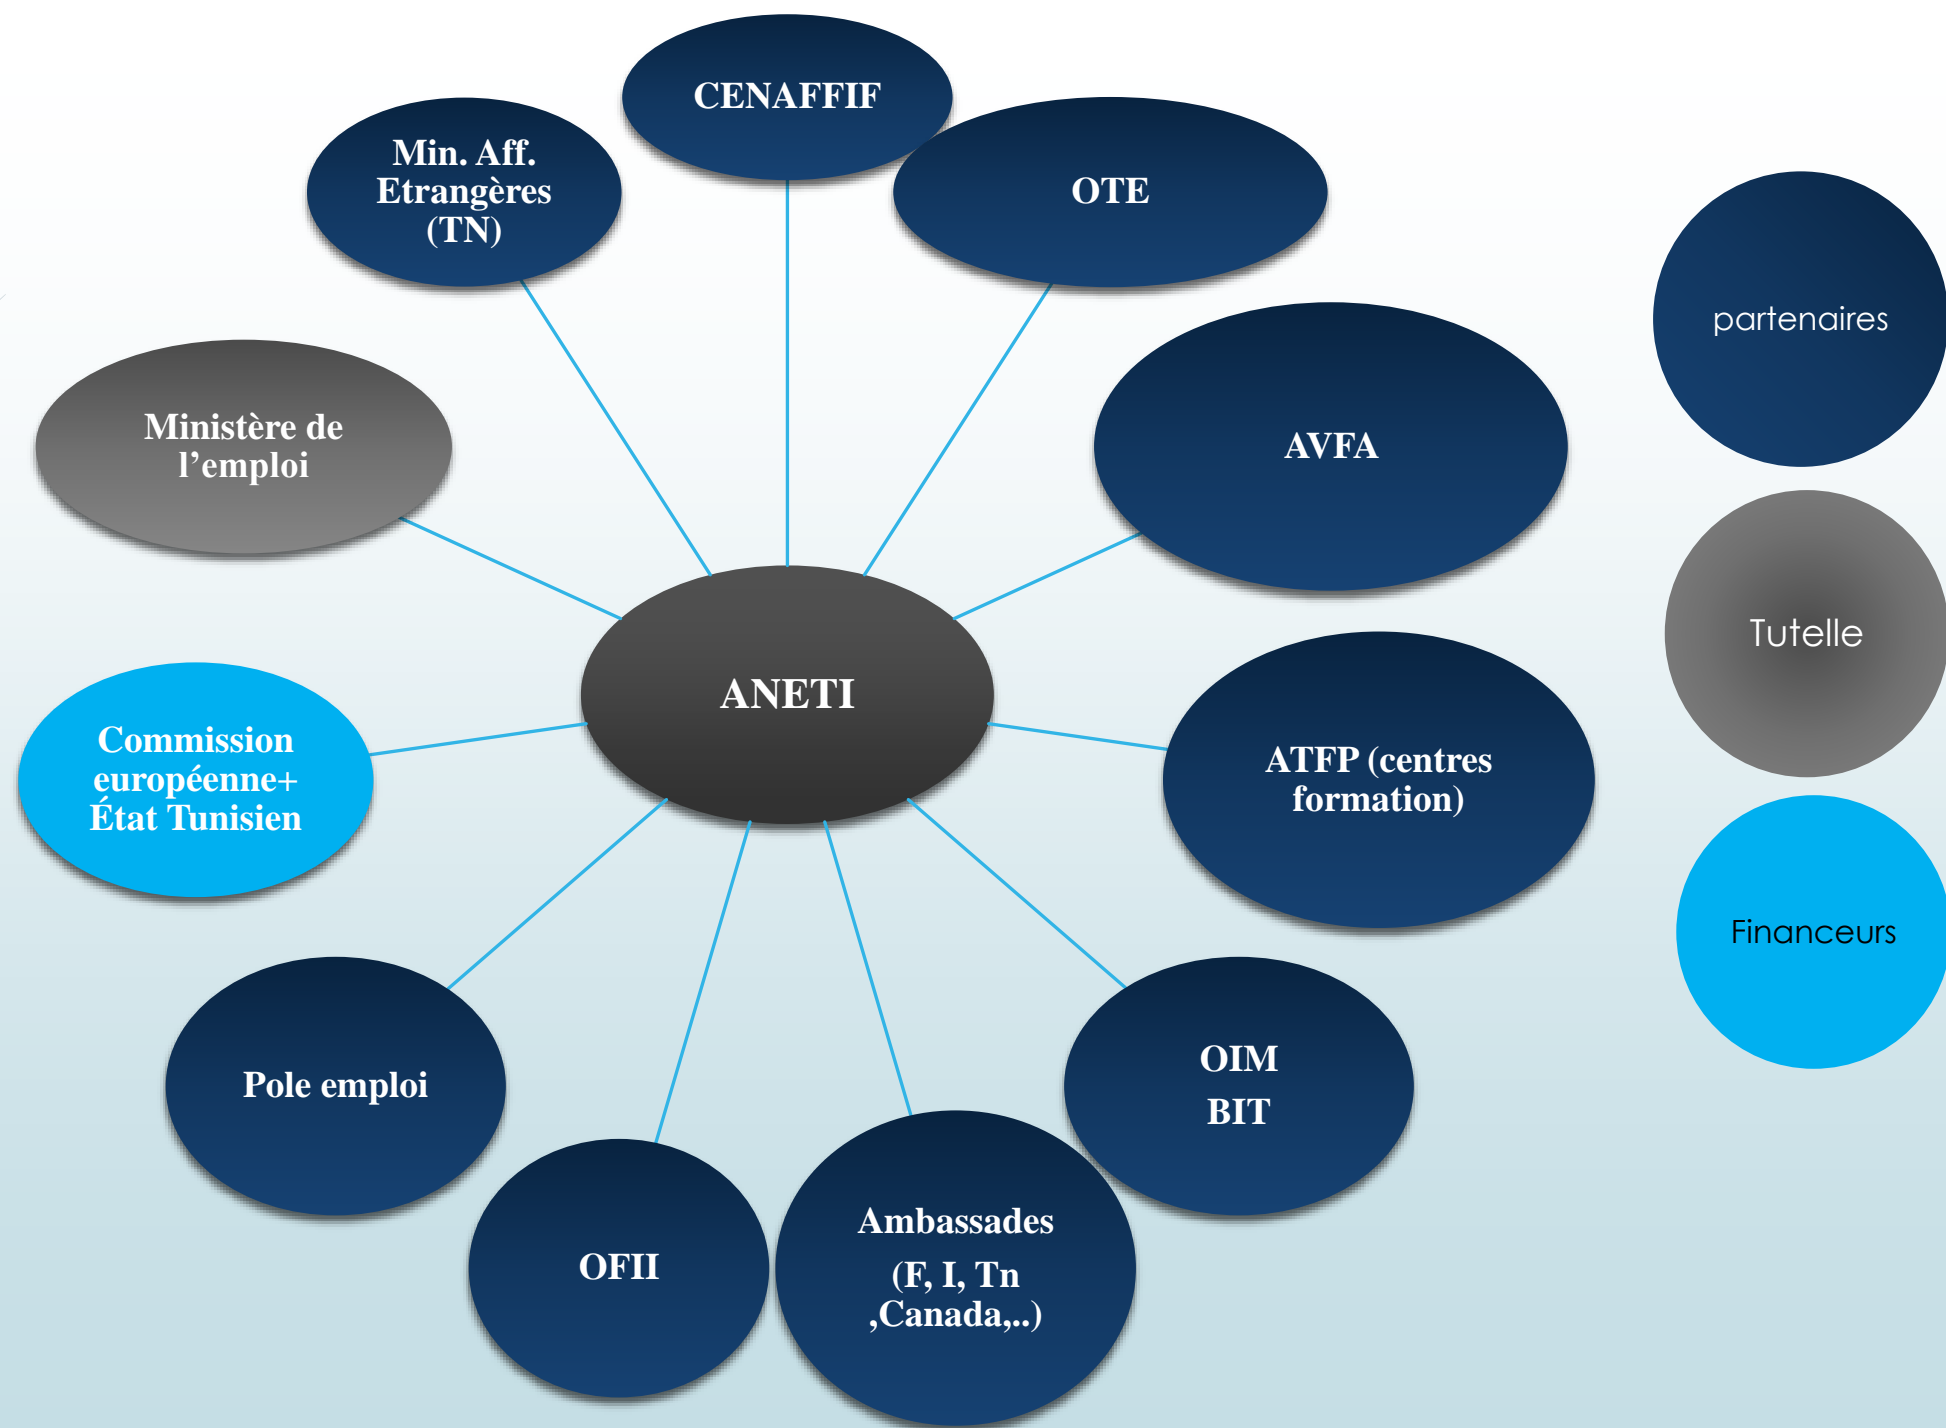 CENAFFIF
Min. Aff.
Etrangères
(TN)
OTE
partenaires
Ministère de
l’emploi
AVFA
Tutelle
ANETI
Commission
européenne+
État Tunisien
ATFP (centres
formation)
Financeurs
Pole emploi
OIM
BIT
OFII
Ambassades
(F, I, Tn
,Canada,..)